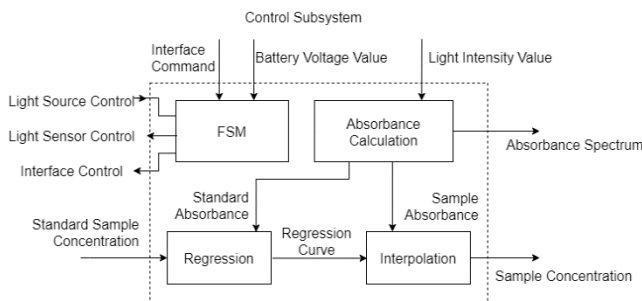 Control Subsystem
Interface
Command
Battery Voltage Value
Light Intensity Value
Light Source Control
Light Sensor Control
Interface Control
FSM
Absorbance
Calculation
Absorbance Spectrum
Standard
Absorbance
Sample
Absorbance
Standard Sample
Concentration
Regression
Regression
Curve
Interpolation
Sample Concentration